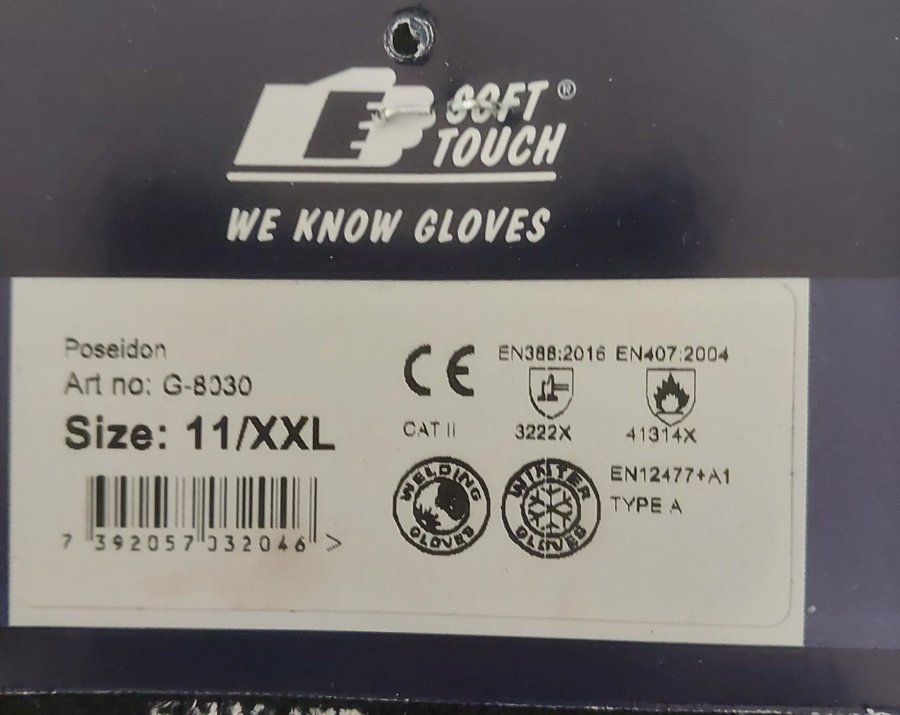 SOFT ®
TOUCH
WE KNOW GLOVES
Poseidon
Art no: G-8030
Size: 11/XXL
7 392057 032046 >
CE
CAT II
EN388:2016 EN407:2004
3222X 41314X
WELDING GLOVES
WINTER GLOVES
EN12477+A1
TYPE A